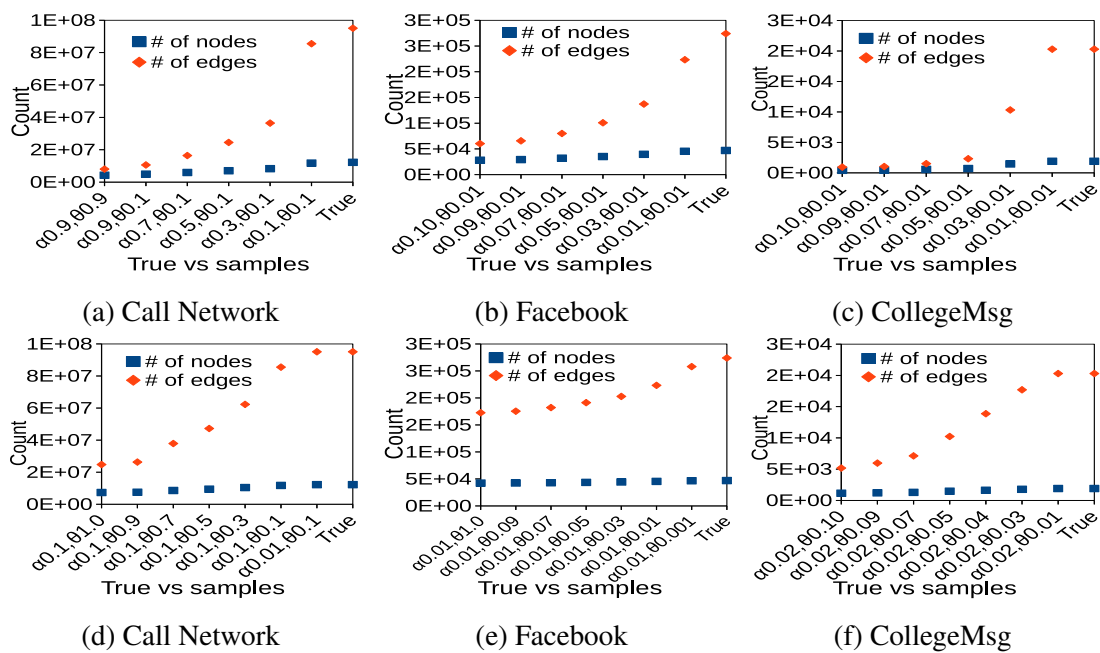 1E+08
8E+07
6E+07
4E+07
2E+07
0E+00
Count
# of nodes
# of edges
α0.9,θ0.9
α0.9,θ0.1
α0.7,θ0.1
α0.5,θ0.1
α0.3,θ0.1
α0.1,θ0.1
True
True vs samples
(a) Call Network
3E+05
3E+05
2E+05
2E+05
1E+05
5E+04
0E+00
Count
# of nodes
# of edges
α0.10,θ0.01
α0.09,θ0.01
α0.07,θ0.01
α0.05,θ0.01
α0.03,θ0.01
α0.01,θ0.01
True
True vs samples
(b) Facebook
3E+04
2E+04
2E+04
1E+04
5E+03
0E+00
Count
# of nodes
# of edges
α0.10,θ0.01
α0.09,θ0.01
α0.07,θ0.01
α0.05,θ0.01
α0.03,θ0.01
α0.01,θ0.01
True
True vs samples
(c) CollegeMsg
1E+08
8E+07
6E+07
4E+07
2E+07
0E+00
Count
# of nodes
# of edges
α0.1,θ1.0
α0.1,θ0.9
α0.1,θ0.7
α0.1,θ0.5
α0.1,θ0.3
α0.1,θ0.1
α0.01,θ0.1
True
True vs samples
(d) Call Network
3E+05
3E+05
2E+05
2E+05
1E+05
5E+04
0E+00
Count
# of nodes
# of edges
α0.01,θ1.0
α0.01,θ0.09
α0.01,θ0.07
α0.01,θ0.05
α0.01,θ0.03
α0.01,θ0.01
α0.01,θ0.001
True
True vs samples
(e) Facebook
3E+04
2E+04
2E+04
1E+04
5E+03
0E+00
Count
# of nodes
# of edges
α0.02,θ0.10
α0.02,θ0.09
α0.02,θ0.07
α0.02,θ0.05
α0.02,θ0.04
α0.02,θ0.03
α0.02,θ0.01
True
True vs samples
(f) CollegeMsg